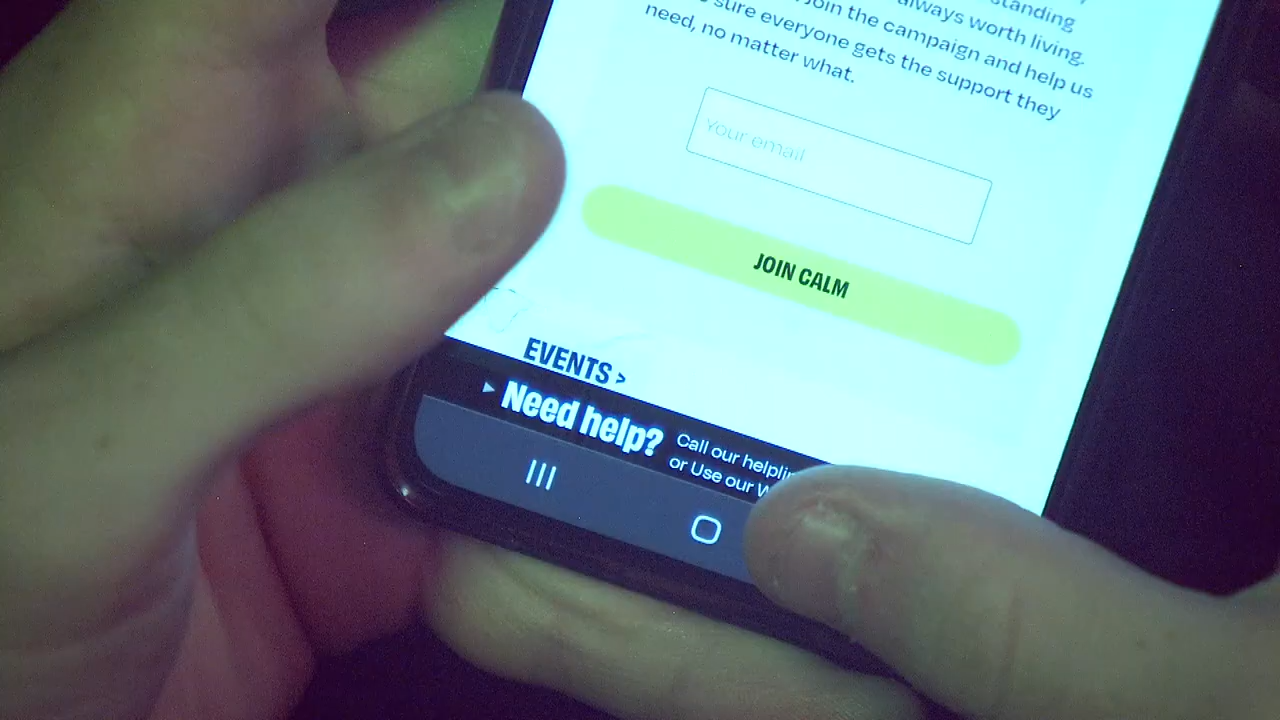 standing
always worth living.
join the campaign and help us
sure everyone gets the support they
need, no matter what.
Your email
JOIN CALM
EVENTS >
Need help?
Call our
or Use our